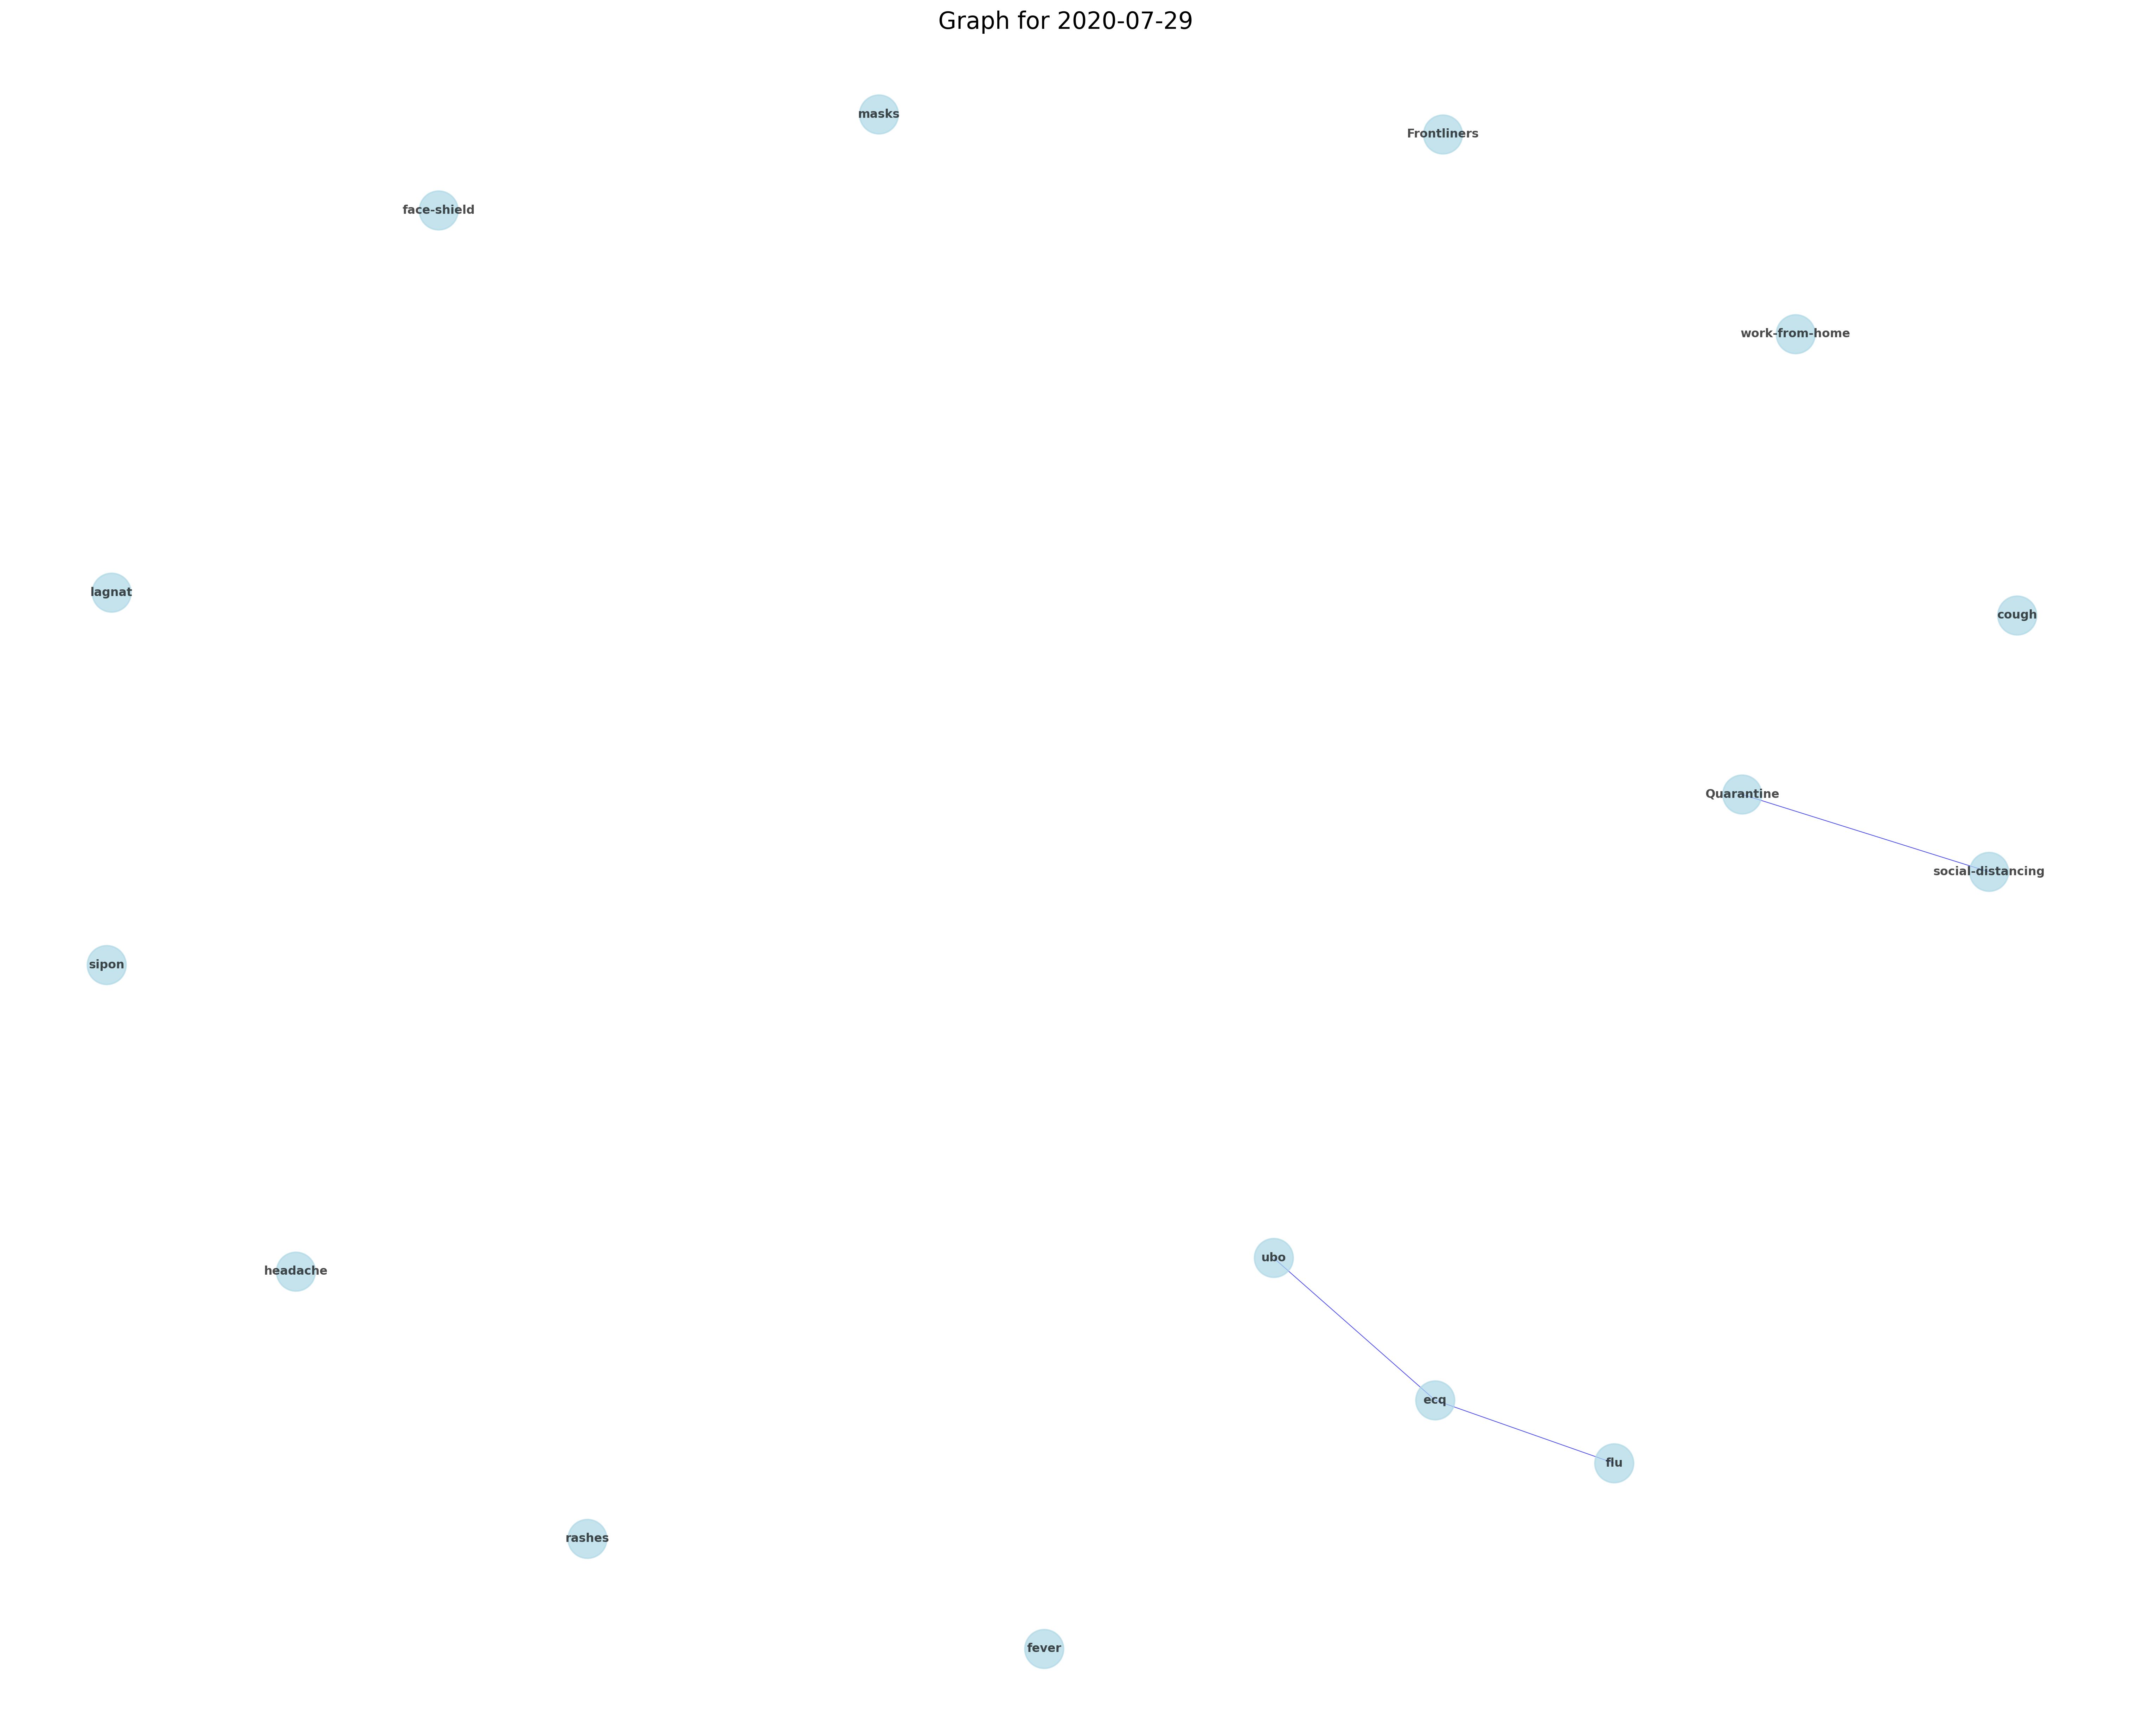 Graph for 2020-07-29
masks
Frontliners
face-shield
work-from-home
lagnat
cough
Quarantine
social-distancing
sipon
ubo
headache
ecq
flu
rashes
fever